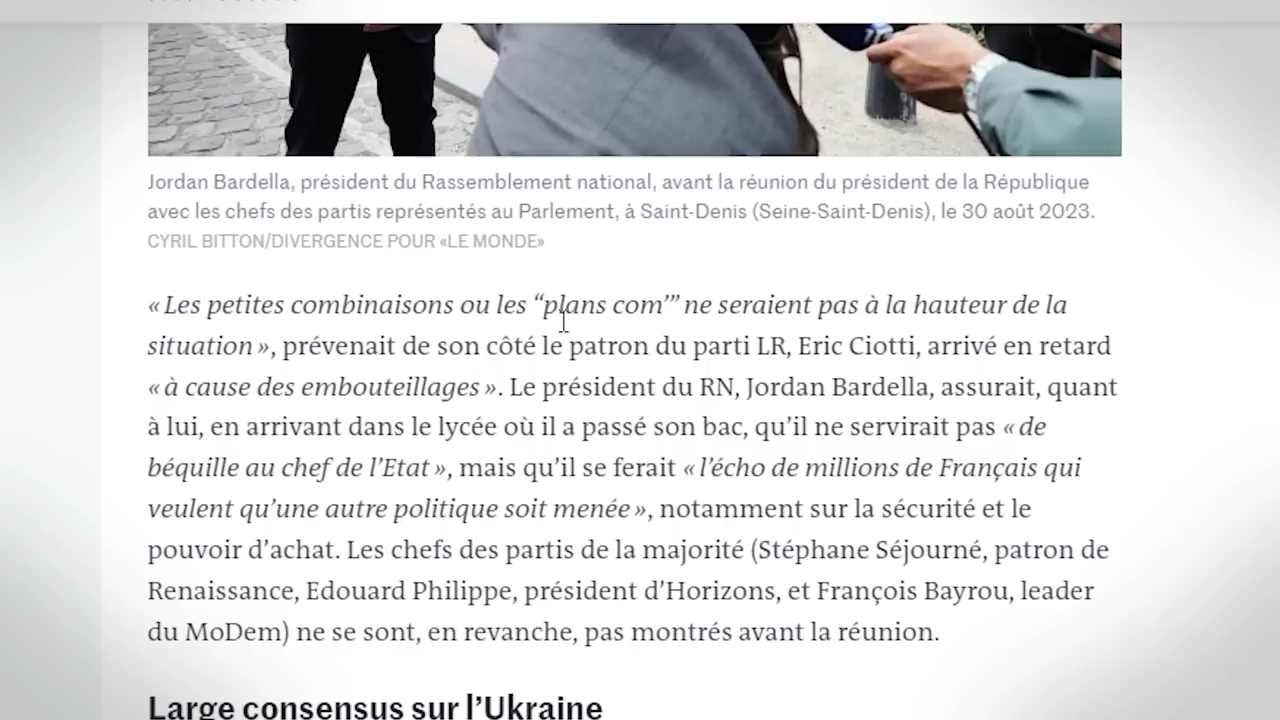 Jordan Bardella, président du Rassemblement national, avant la réunion du président de la République
avec les chefs des partis représentés au Parlement, à Saint-Denis (Seine-Saint-Denis), le 30 août 2023.
CYRIL BITTON/DIVERGENCE POUR «LE MONDE»
« Les petites combinaisons ou les “plans com’” ne seraient pas à la hauteur de la
situation », prévenait de son côté le patron du parti LR, Eric Ciotti, arrivé en retard
« à cause des embouteillages ». Le président du RN, Jordan Bardella, assurait, quant
à lui, en arrivant dans le lycée où il a passé son bac, qu’il ne servirait pas « de
béquille au chef de l’Etat », mais qu’il se ferait « l’écho de millions de Français qui
veulent qu’une autre politique soit menée », notamment sur la sécurité et le
pouvoir d’achat. Les chefs des partis de la majorité (Stéphane Séjourné, patron de
Renaissance, Edouard Philippe, président d’Horizons, et François Bayrou, leader
du MoDem) ne se sont, en revanche, pas montrés avant la réunion.
Large consensus sur l’Ukraine